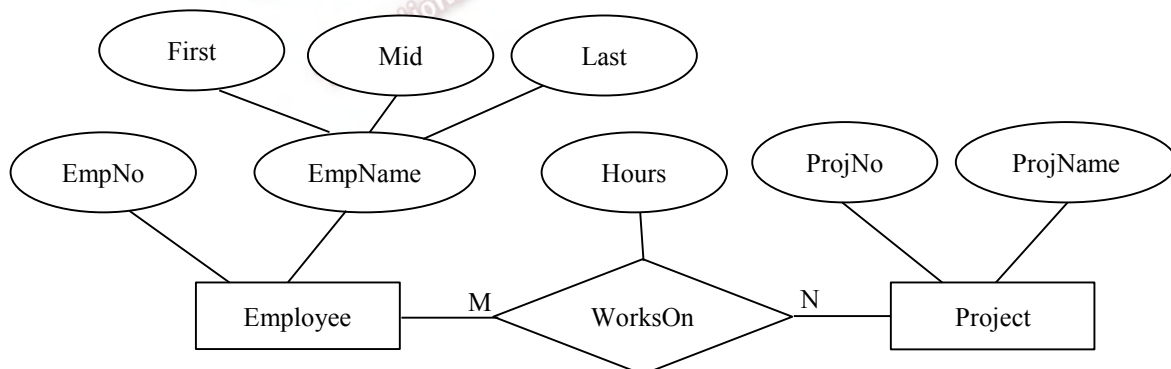 First Mid Last
EmpNo EmpName Hours ProjNo ProjName
Employee M WorksOn N Project